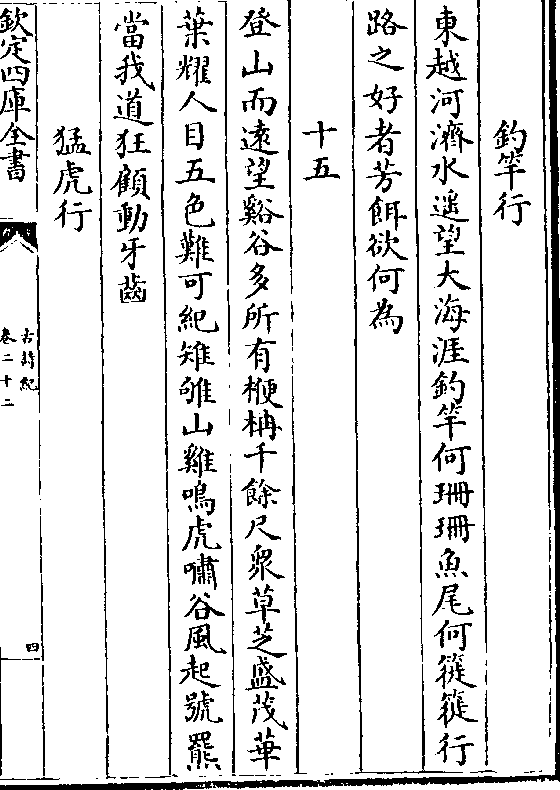 釣竿行
東越河濟水遥望大海涯釣竿何珊珊魚尾何簁簁行
路之好者芳餌欲何為
十五
登山而遠望谿谷多所有楩枏千餘尺衆草芝盛茂華
葉耀人目五色難可紀雉雊山雞鳴虎嘯谷風起號羆
當我道狂顧動牙齒
猛虎行
欽定四庫全書
古詩紀
卷二十二
四